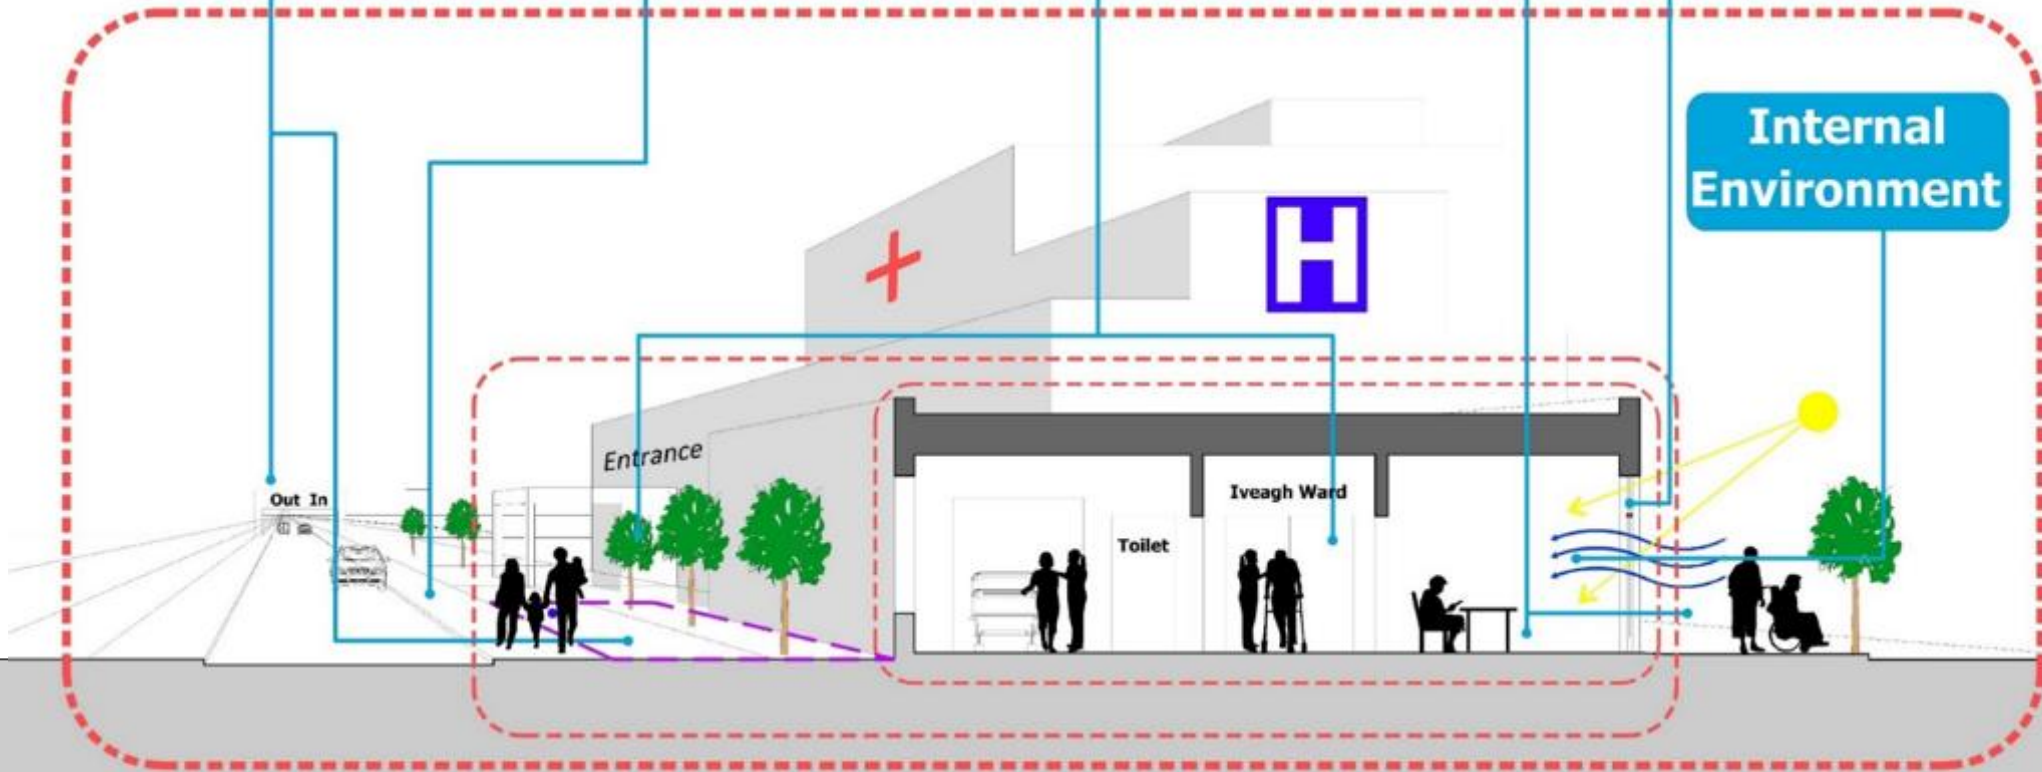 Internal
Environment
H
Entrance
Out In
Iveagh Ward
Toilet